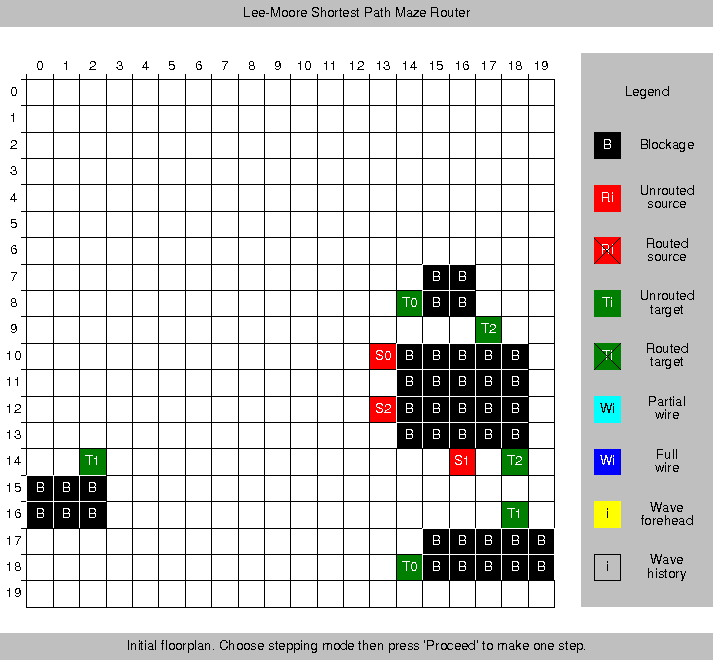 Lee-Moore Shortest Path Maze Router
0 1 2 3 4 5 6 7 8 9 10 11 12 13 14 15 16 17 18 19
0
1
2
3
4
5
6
7 B B
8 T0 B B
9 T2
10 S0 B B B B B
11 B B B B B
12 S2 B B B B B
13 B B B B B
14 T1 S1 T2
15 B B B
16 B B B T1
17 B B B B B
18 T0 B B B B B
19
Legend
B Blockage
Ri Unrouted
source
Ri Routed
source
Ti Unrouted
target
Ti Routed
target
Wi Partial
wire
Wi Full
wire
i Wave
forehead
i Wave
history
Initial floorplan. Choose stepping mode then press 'Proceed' to make one step.